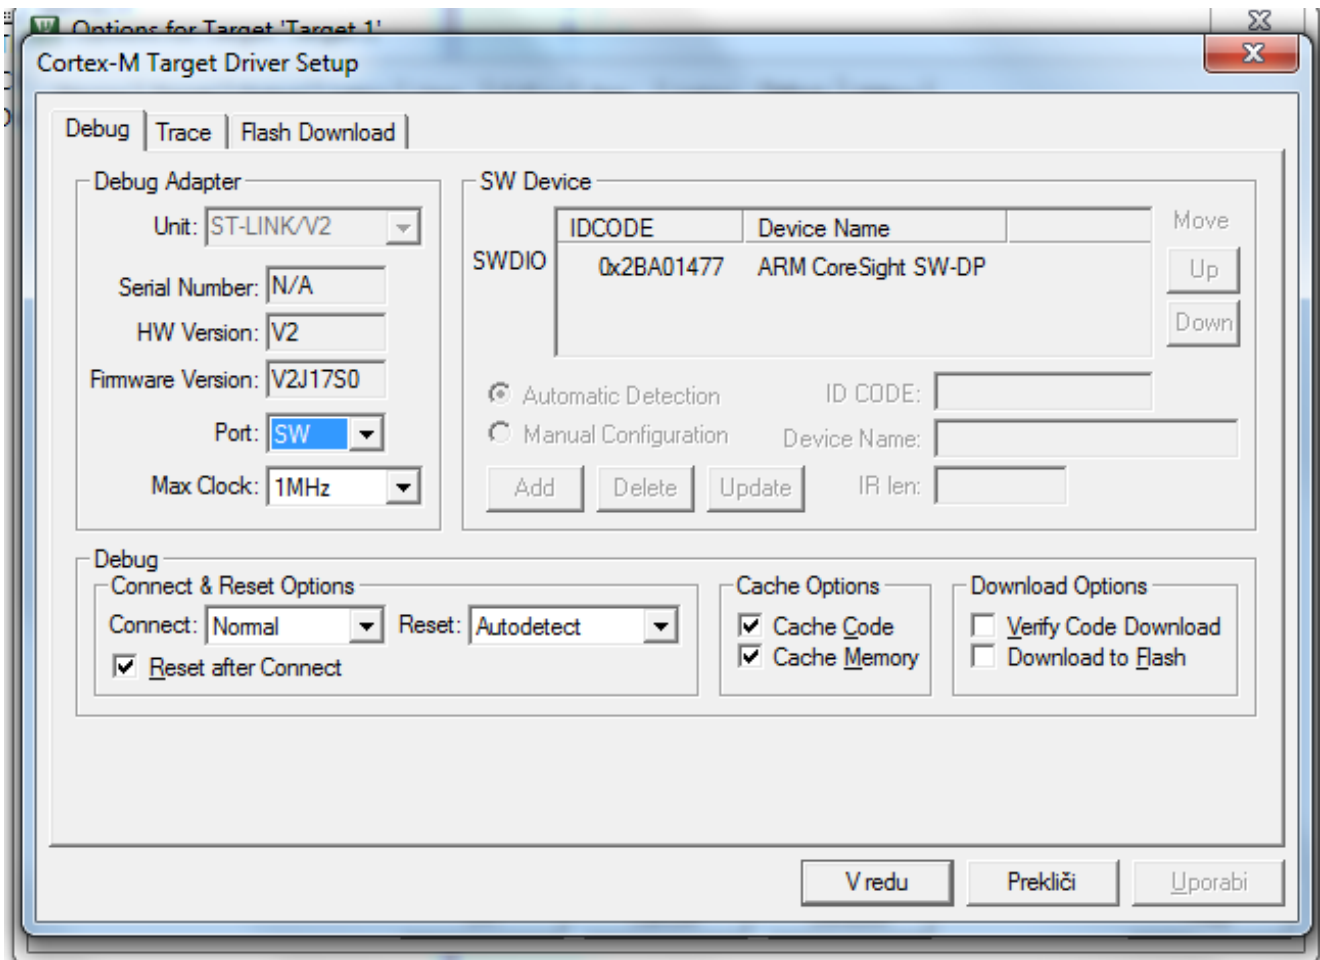 Options for Target 'Target 1'
Cortex-M Target Driver Setup
Debug Trace Flash Download
Debug Adapter
Unit: ST-LINK/V2
Serial Number: N/A
HW Version: V2
Firmware Version: V2J17S0
Port: SW
Max Clock: 1MHz
SW Device
IDCODE Device Name
SWDIO 0x2BA01477 ARM CoreSight SW-DP
Move
Up
Down
Automatic Detection ID CODE:
Manual Configuration Device Name:
Add Delete Update IR len:
Debug
Connect & Reset Options
Connect: Normal Reset: Autodetect
Reset after Connect
Cache Options
Cache Code
Cache Memory
Download Options
Verify Code Download
Download to Flash
V redu Prekliči Uporabi